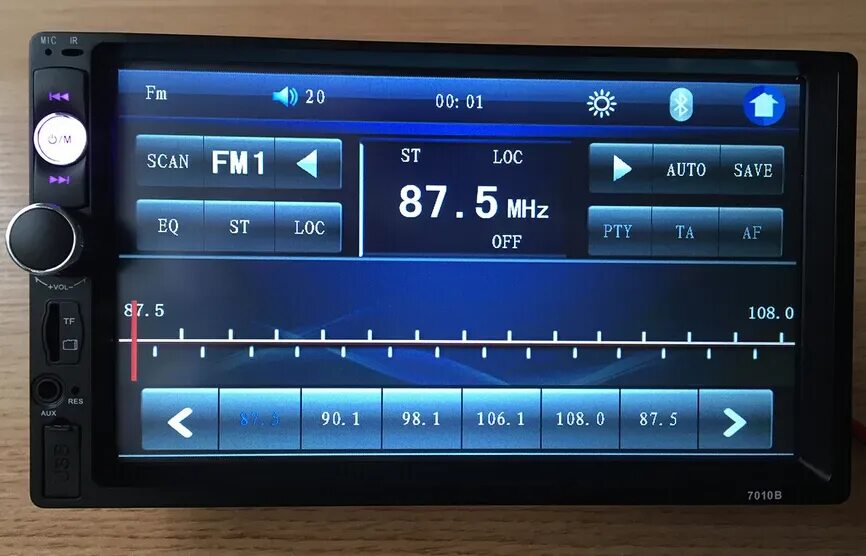 MIC IR
Fm 20 00:01
⏻/M
SCAN FM1 ST LOC AUTO SAVE
87.5 MHz
EQ ST LOC OFF PTY TA AF
+VOL-
87.5 108.0
TF
AUX RES
87.5 90.1 98.1 106.1 108.0 87.5
USB
7010B